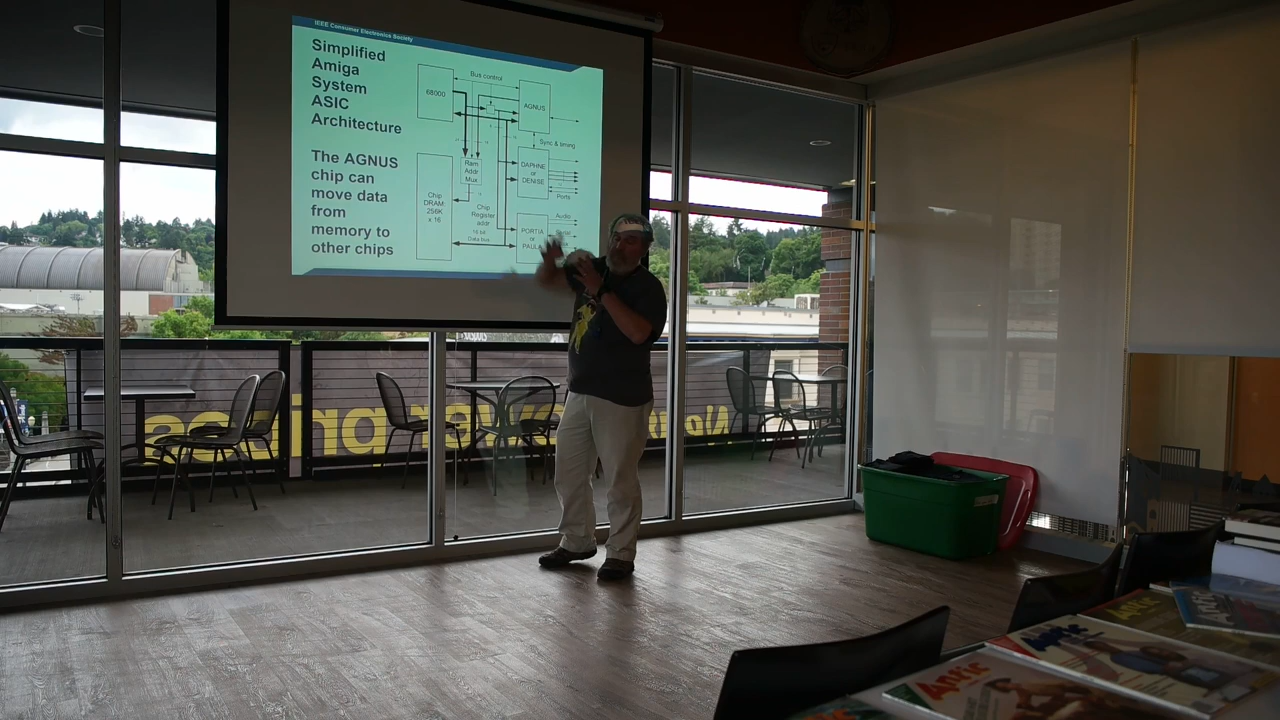 IEEE Consumer Electronics Society
Simplified
Amiga
System
ASIC
Architecture
The AGNUS
chip can
move data
from
memory to
other chips
Bus control
68000
AGNUS
Sync & timing
Ram
Addr
Mux
DAPHNE
or
DENISE
Ports
Chip
DRAM:
256K
x 16
Chip
Register
addr
16 bit
Data bus
Audio
PORTIA
or
PAULA
Antic
Antic